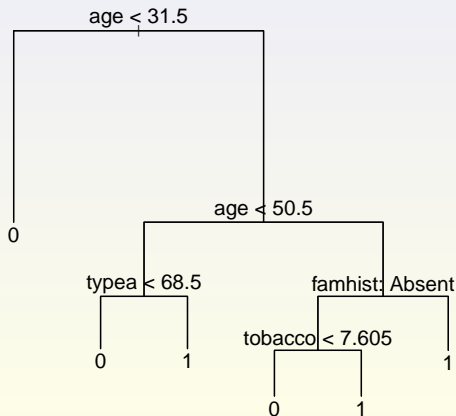 age < 31.5
0
age < 50.5
typea < 68.5
famhist: Absent
0
1
tobacco < 7.605
1
0
1